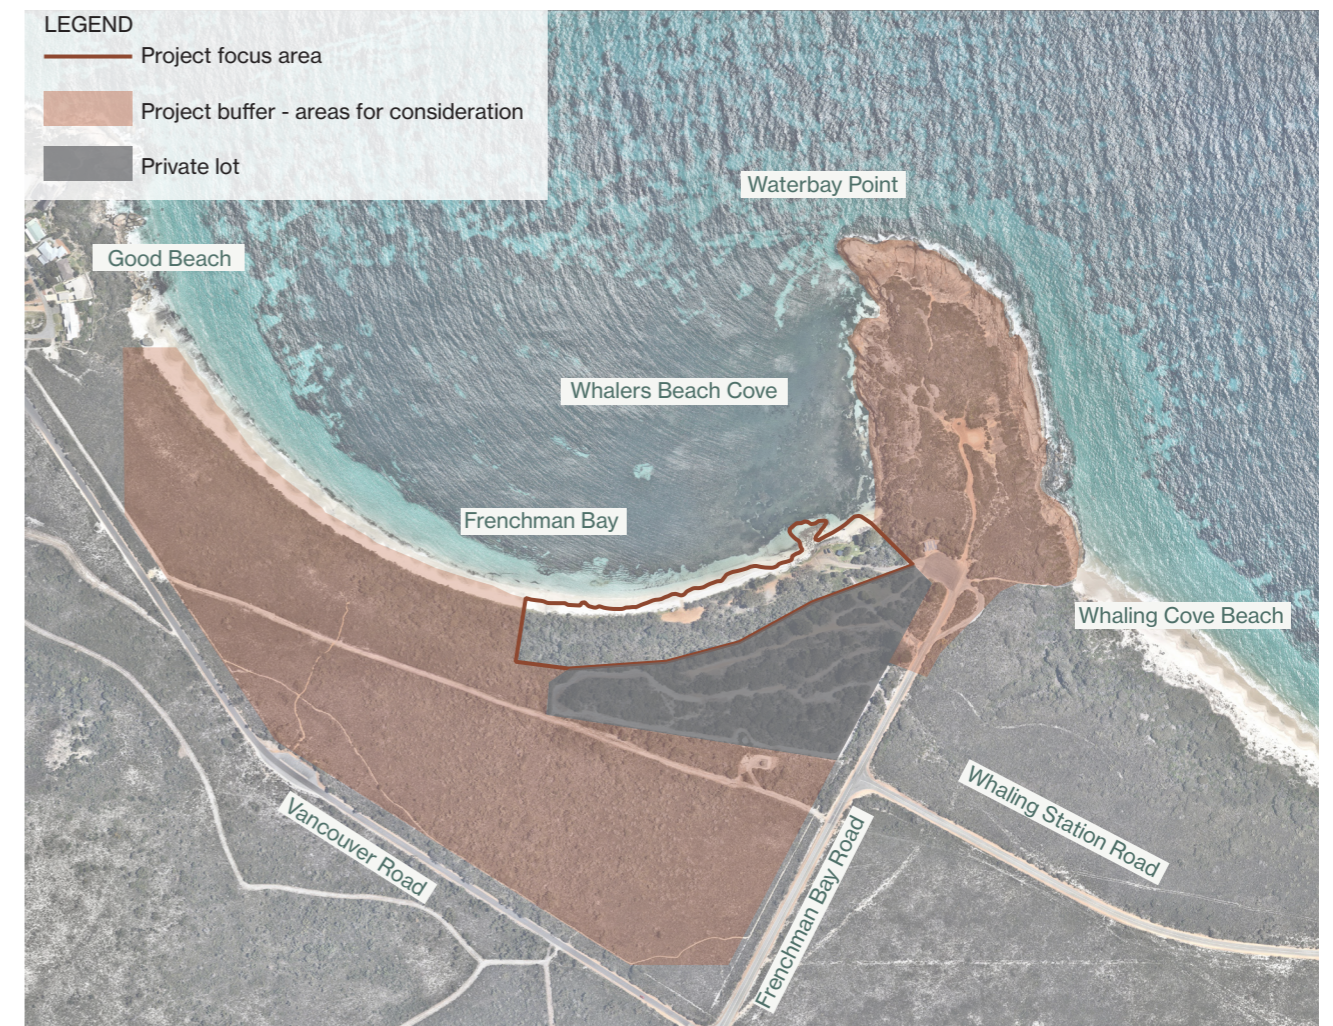 LEGEND
Project focus area
Project buffer - areas for consideration
Private lot
Waterbay Point
Good Beach
Whalers Beach Cove
Frenchman Bay
Whaling Cove Beach
Whaling Station Road
Vancouver Road
Frenchman Bay Road